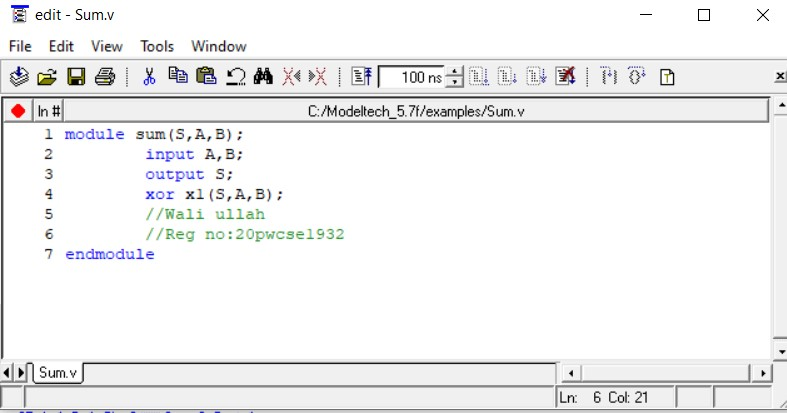 edit - Sum.v
File Edit View Tools Window
100 ns
ln # C:/Modeltech_5.7f/examples/Sum.v
1 module sum(S,A,B);
2 input A,B;
3 output S;
4 xor x1(S,A,B);
5 //Wali ullah
6 //Reg no:20pwcse1932
7 endmodule
Sum.v
Ln: 6 Col: 21